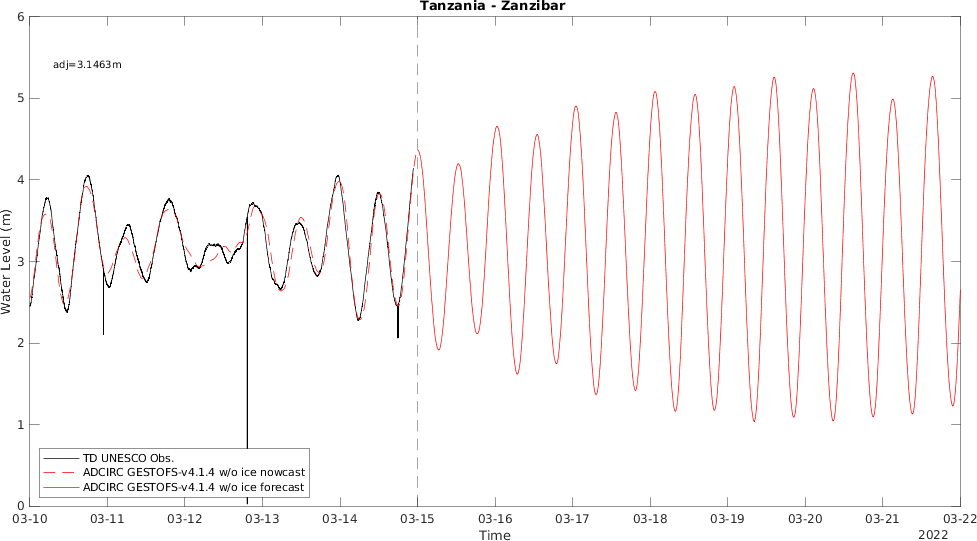 Tanzania - Zanzibar
6
adj=3.1463m
5
4
3
2
1
0
Water Level (m)
TD UNESCO Obs.
ADCIRC GESTOFS-v4.1.4 w/o ice nowcast
ADCIRC GESTOFS-v4.1.4 w/o ice forecast
03-10 03-11 03-12 03-13 03-14 03-15 03-16 03-17 03-18 03-19 03-20 03-21 03-22
Time
2022